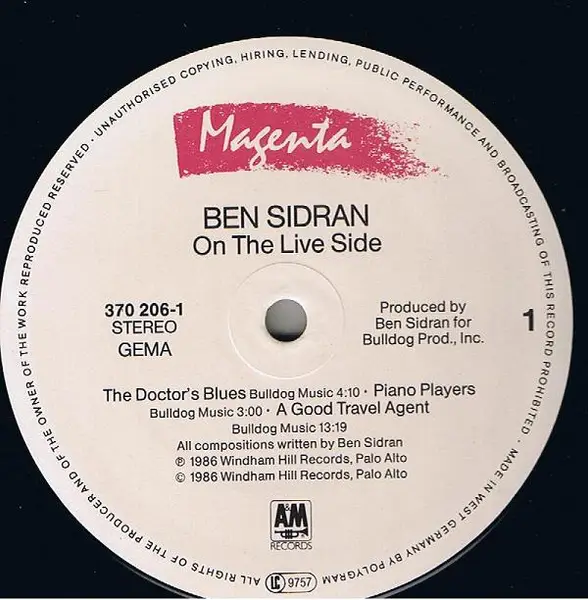 ALL RIGHTS OF THE PRODUCER AND OF THE OWNER OF THE WORK REPRODUCED RESERVED · UNAUTHORISED COPYING, HIRING, LENDING, PUBLIC PERFORMANCE AND BROADCASTING OF THIS RECORD PROHIBITED · MADE IN WEST GERMANY BY POLYGRAM
Magenta
BEN SIDRAN
On The Live Side
370 206-1
STEREO
GEMA
Produced by
Ben Sidran for
Bulldog Prod., Inc.
1
The Doctor's Blues Bulldog Music 4:10 · Piano Players
Bulldog Music 3:00 · A Good Travel Agent
Bulldog Music 13:19
All compositions written by Ben Sidran
℗ 1986 Windham Hill Records, Palo Alto
© 1986 Windham Hill Records, Palo Alto
A&M
RECORDS
LC 9757